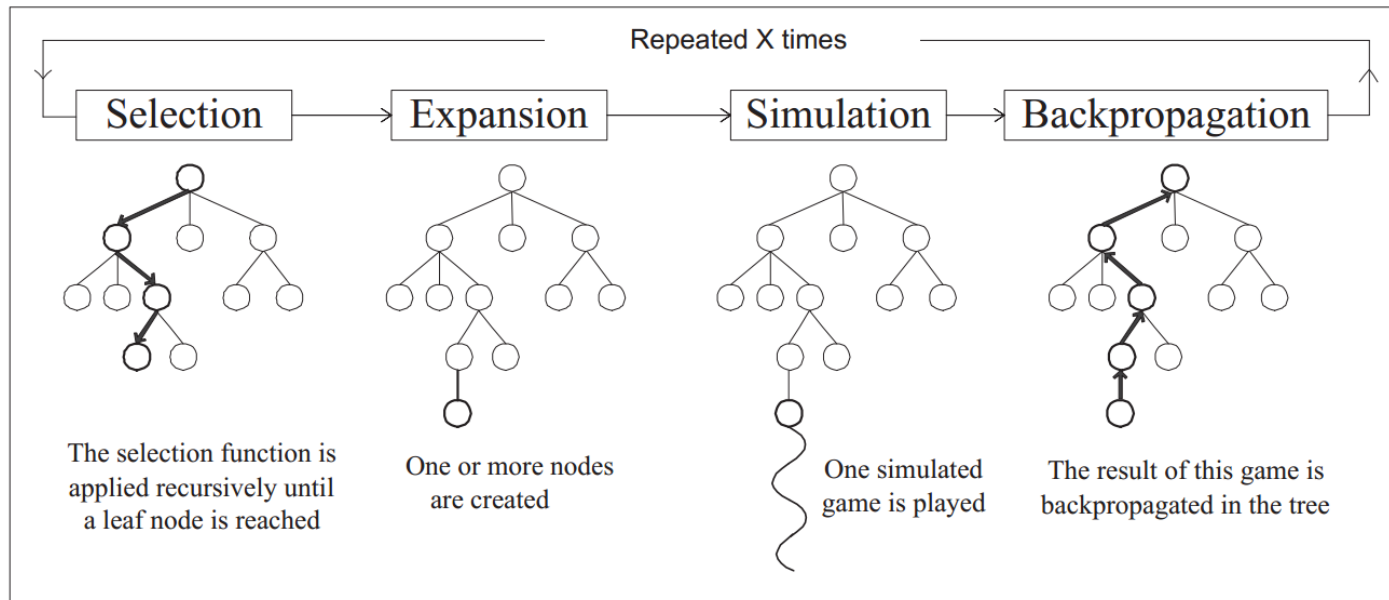 Repeated X times
Selection
Expansion
Simulation
Backpropagation
The selection function is
applied recursively until
a leaf node is reached
One or more nodes
are created
One simulated
game is played
The result of this game is
backpropagated in the tree